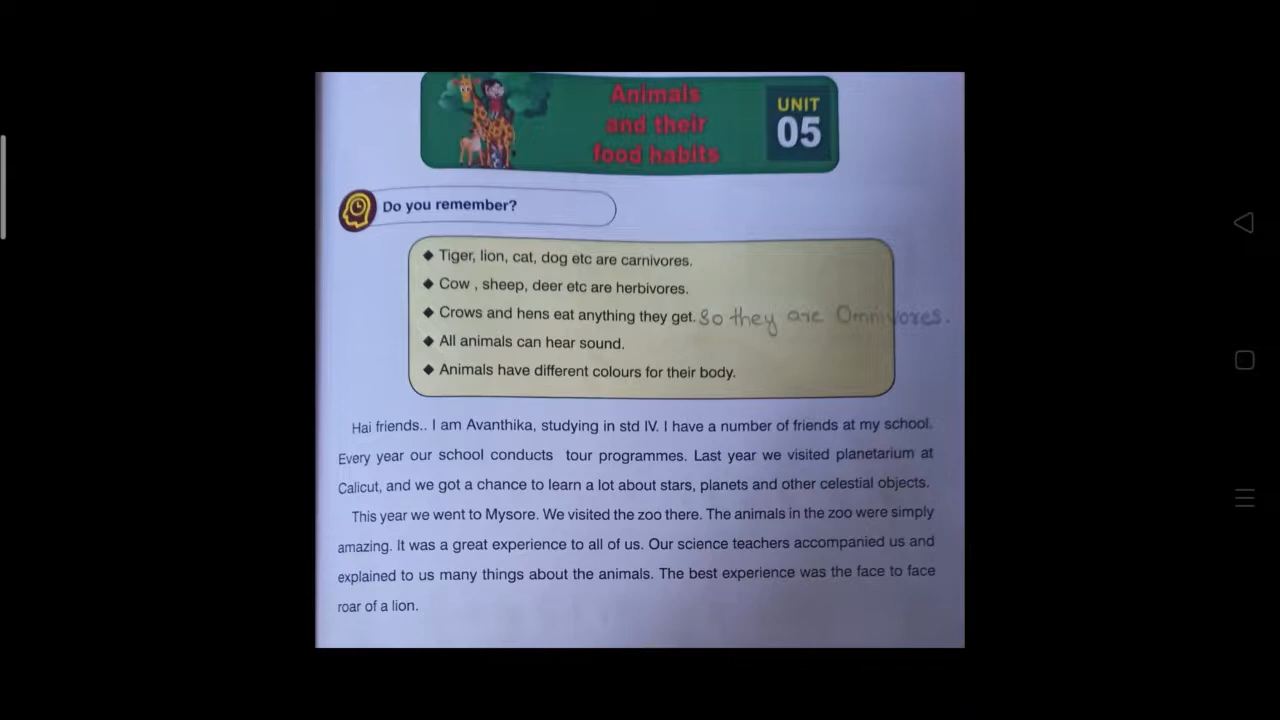 Animals
and their
food habits
UNIT
05
Do you remember?
◆ Tiger, lion, cat, dog etc are carnivores.
◆ Cow , sheep, deer etc are herbivores.
◆ Crows and hens eat anything they get. So they are Omnivores.
◆ All animals can hear sound.
◆ Animals have different colours for their body.
Hai friends.. I am Avanthika, studying in std IV. I have a number of friends at my school.
Every year our school conducts tour programmes. Last year we visited planetarium at
Calicut, and we got a chance to learn a lot about stars, planets and other celestial objects.
This year we went to Mysore. We visited the zoo there. The animals in the zoo were simply
amazing. It was a great experience to all of us. Our science teachers accompanied us and
explained to us many things about the animals. The best experience was the face to face
roar of a lion.